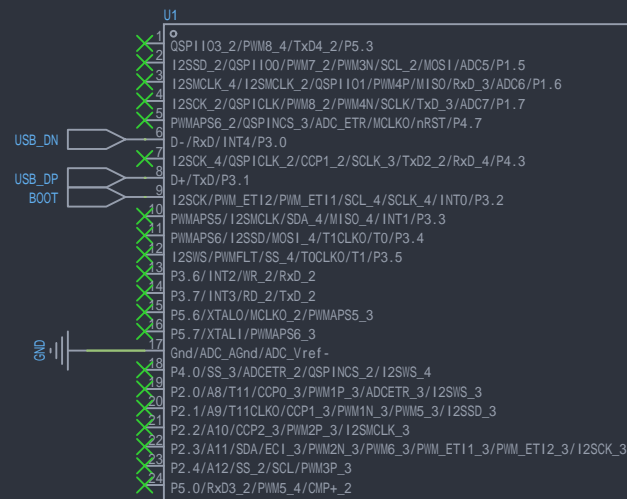 U1
1 QSPIIO3_2/PWM8_4/TxD4_2/P5.3
2 I2SSD_2/QSPIIO0/PWM7_2/PWM3N/SCL_2/MOSI/ADC5/P1.5
3 I2SMCLK_4/I2SMCLK_2/QSPIIO1/PWM4P/MISO/RxD_3/ADC6/P1.6
4 I2SCK_2/QSPICLK/PWM8_2/PWM4N/SCLK/TxD_3/ADC7/P1.7
5 PWMAPS6_2/QSPINCS_3/ADC_ETR/MCLKO/nRST/P4.7
USB_DN 6 D-/RxD/INT4/P3.0
7 I2SCK_4/QSPICLK_2/CCP1_2/SCLK_3/TxD2_2/RxD_4/P4.3
USB_DP 8 D+/TxD/P3.1
BOOT 9 I2SCK/PWM_ETI2/PWM_ETI1/SCL_4/SCLK_4/INT0/P3.2
10 PWMAPS5/I2SMCLK/SDA_4/MISO_4/INT1/P3.3
11 PWMAPS6/I2SSD/MOSI_4/T1CLKO/T0/P3.4
12 I2SWS/PWMFLT/SS_4/T0CLKO/T1/P3.5
13 P3.6/INT2/WR_2/RxD_2
14 P3.7/INT3/RD_2/TxD_2
15 P5.6/XTALO/MCLKO_2/PWMAPS5_3
16 P5.7/XTALI/PWMAPS6_3
GND 17 Gnd/ADC_AGnd/ADC_Vref-
18 P4.0/SS_3/ADCETR_2/QSPINCS_2/I2SWS_4
19 P2.0/A8/T11/CCP0_3/PWM1P_3/ADCETR_3/I2SWS_3
20 P2.1/A9/T11CLKO/CCP1_3/PWM1N_3/PWM5_3/I2SSD_3
21 P2.2/A10/CCP2_3/PWM2P_3/I2SMCLK_3
22 P2.3/A11/SDA/ECI_3/PWM2N_3/PWM6_3/PWM_ETI1_3/PWM_ETI2_3/I2SCK_3
23 P2.4/A12/SS_2/SCL/PWM3P_3
24 P5.0/RxD3_2/PWM5_4/CMP+_2